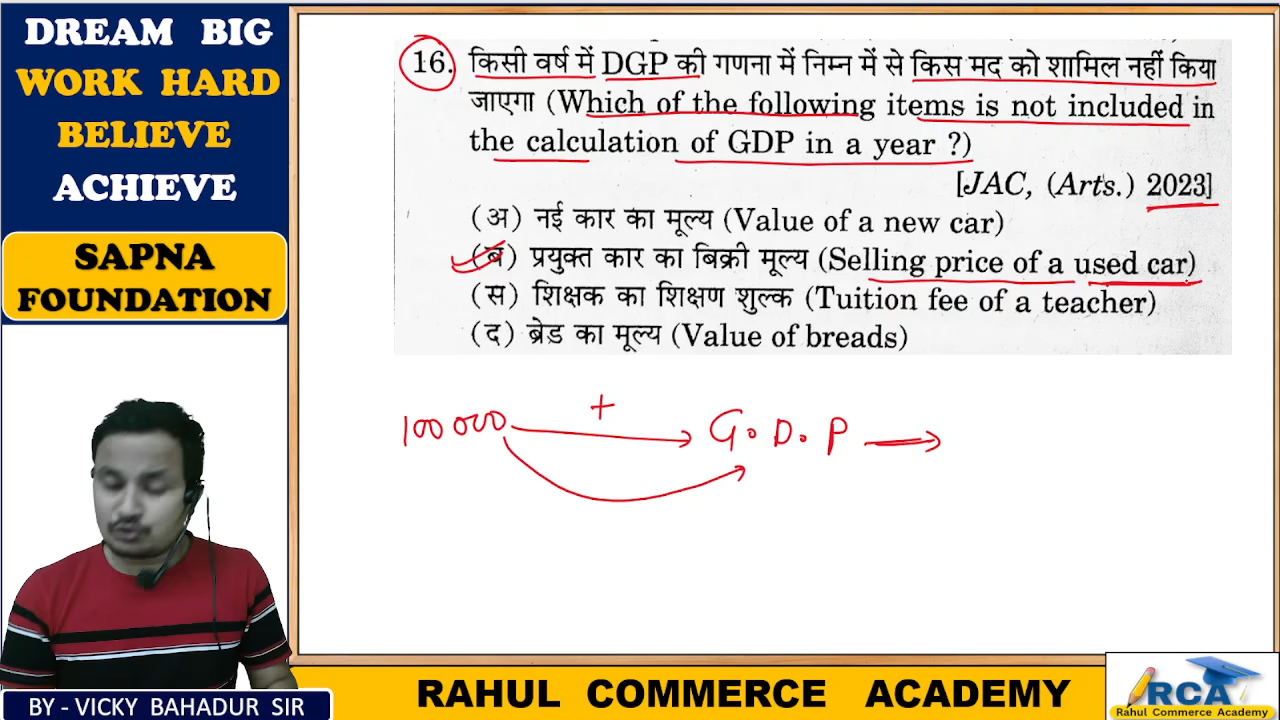 DREAM BIG
WORK HARD
BELIEVE
ACHIEVE
SAPNA
FOUNDATION
16. किसी वर्ष में DGP की गणना में निम्न में से किस मद को शामिल नहीं किया
जाएगा (Which of the following items is not included in
the calculation of GDP in a year ?)
[JAC, (Arts.) 2023]
(अ) नई कार का मूल्य (Value of a new car)
(ब) प्रयुक्त कार का बिक्री मूल्य (Selling price of a used car)
(स) शिक्षक का शिक्षण शुल्क (Tuition fee of a teacher)
(द) ब्रेड का मूल्य (Value of breads)
+
100000 G.D.P
BY - VICKY BAHADUR SIR
RAHUL COMMERCE ACADEMY
RCA
Rahul Commerce Academy